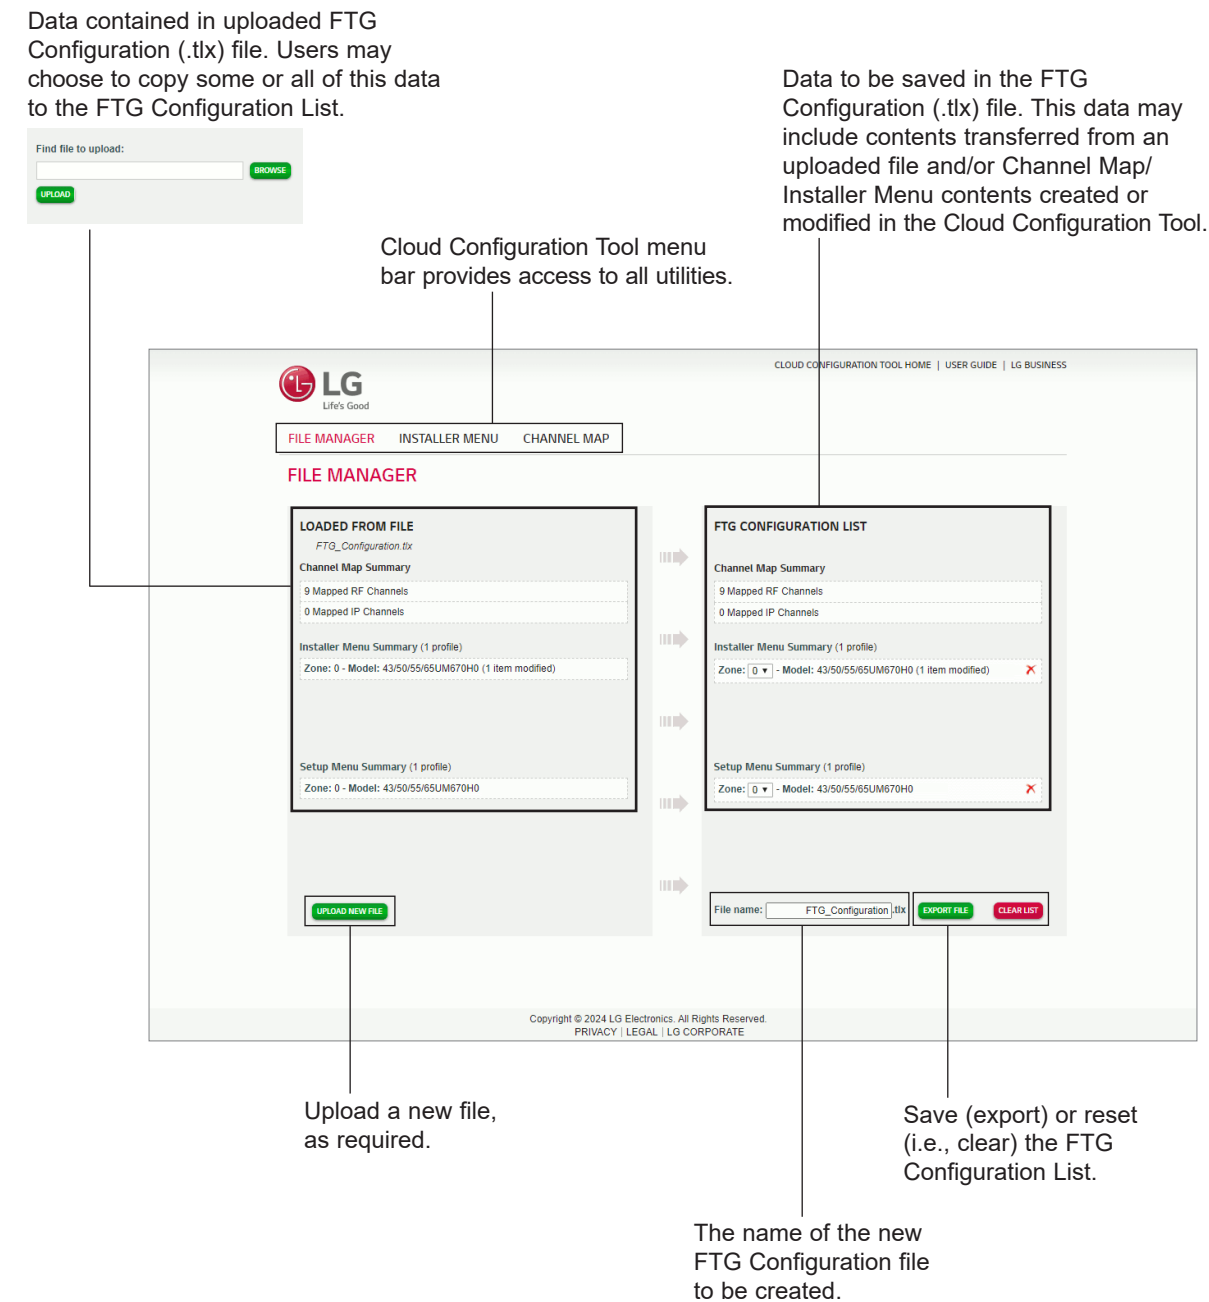 Data contained in uploaded FTG
Configuration (.tlx) file. Users may
choose to copy some or all of this data
to the FTG Configuration List.
Find file to upload:
BROWSE
UPLOAD
Data to be saved in the FTG
Configuration (.tlx) file. This data may
include contents transferred from an
uploaded file and/or Channel Map/
Installer Menu contents created or
modified in the Cloud Configuration Tool.
Cloud Configuration Tool menu
bar provides access to all utilities.
LG
Life's Good
CLOUD CONFIGURATION TOOL HOME | USER GUIDE | LG BUSINESS
FILE MANAGER INSTALLER MENU CHANNEL MAP
FILE MANAGER
LOADED FROM FILE
FTG_Configuration.tlx
Channel Map Summary
9 Mapped RF Channels
0 Mapped IP Channels
Installer Menu Summary (1 profile)
Zone: 0 - Model: 43/50/55/65UM670H0 (1 item modified)
Setup Menu Summary (1 profile)
Zone: 0 - Model: 43/50/55/65UM670H0
UPLOAD NEW FILE
FTG CONFIGURATION LIST
Channel Map Summary
9 Mapped RF Channels
0 Mapped IP Channels
Installer Menu Summary (1 profile)
Zone: 0 - Model: 43/50/55/65UM670H0 (1 item modified)
Setup Menu Summary (1 profile)
Zone: 0 - Model: 43/50/55/65UM670H0
File name: FTG_Configuration .tlx EXPORT FILE CLEAR LIST
Copyright © 2024 LG Electronics. All Rights Reserved.
PRIVACY | LEGAL | LG CORPORATE
Upload a new file,
as required.
Save (export) or reset
(i.e., clear) the FTG
Configuration List.
The name of the new
FTG Configuration file
to be created.